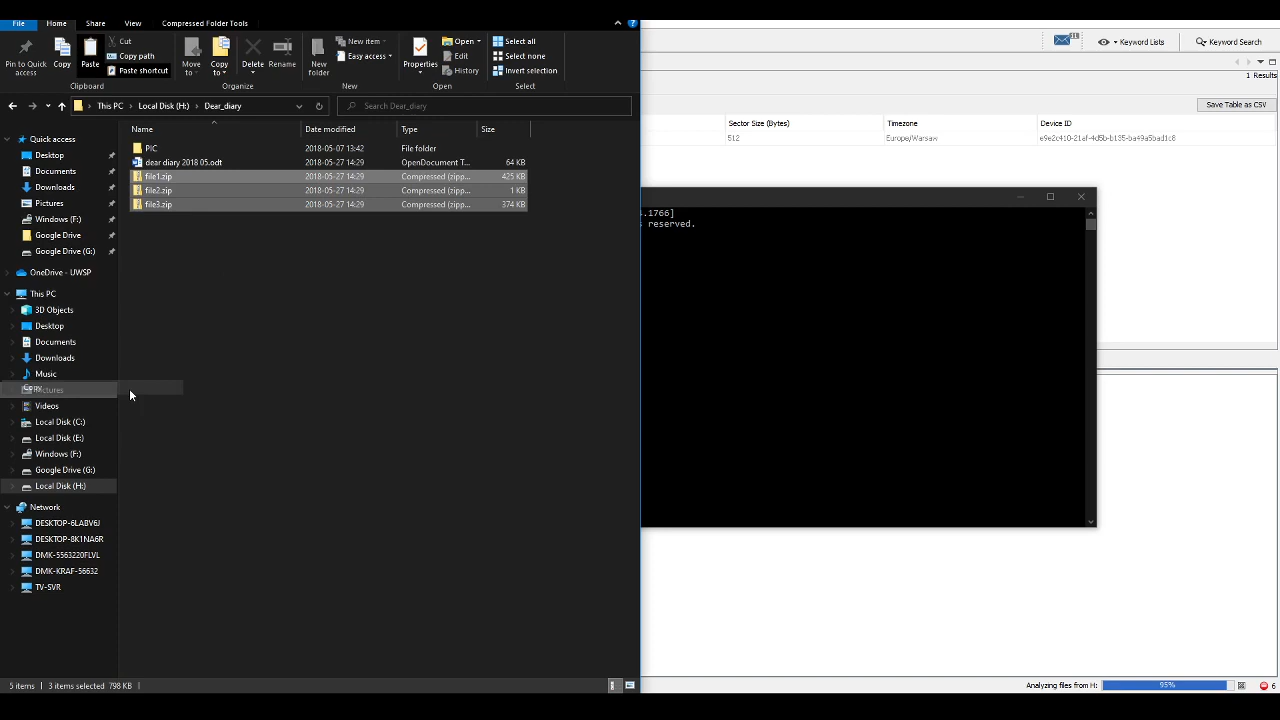 File Home Share View Compressed Folder Tools
Pin to Quick access
Copy
Paste
Cut
Copy path
Paste shortcut
Move to
Copy to
Delete
Rename
New folder
New item
Easy access
Properties
Open
Edit
History
Select all
Select none
Invert selection
Clipboard Organize New Open Select
This PC Local Disk (H:) Dear_diary Search Dear_diary
Name Date modified Type Size
PIC 2018-05-07 13:42 File folder
dear diary 2018 05.odt 2018-05-27 14:29 OpenDocument T... 64 KB
file1.zip 2018-05-27 14:29 Compressed (zipp... 425 KB
file2.zip 2018-05-27 14:29 Compressed (zipp... 1 KB
file3.zip 2018-05-27 14:29 Compressed (zipp... 374 KB
Quick access
Desktop
Documents
Downloads
Pictures
Windows (F:)
Google Drive
Google Drive (G:)
OneDrive - UWSP
This PC
3D Objects
Desktop
Documents
Downloads
Music
Copy
Pictures
Videos
Local Disk (C:)
Local Disk (E:)
Windows (F:)
Google Drive (G:)
Local Disk (H:)
Network
DESKTOP-6LABV6J
DESKTOP-8K1NA6R
DMK-5563220FLVL
DMK-KRAF-56632
TV-SVR
5 items 3 items selected 798 KB
Keyword Lists Keyword Search
1 Results
Save Table as CSV
Sector Size (Bytes) Timezone Device ID
512 Europe/Warsaw e9e2c410-21af-4d5b-b135-ba49a5bad1c8
.1766]
reserved.
Analyzing files from H: 95% 6